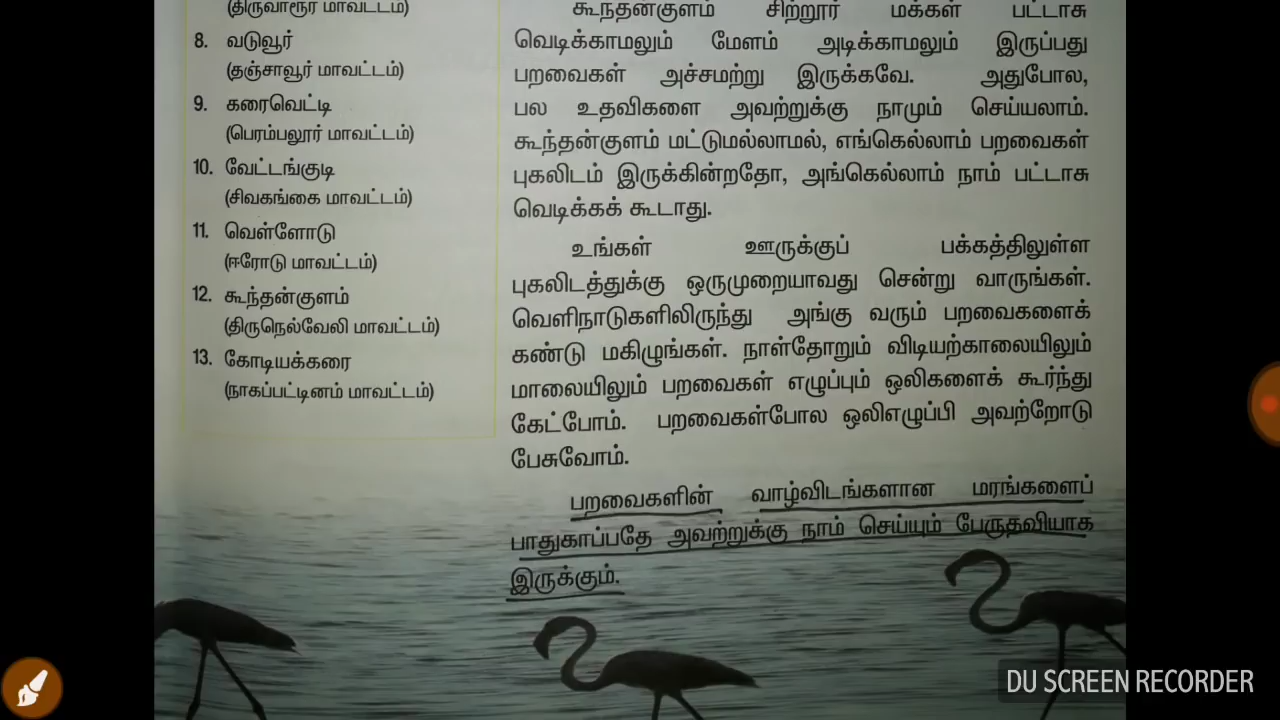 (திருவாரூர் மாவட்டம்)
8. வடுவூர்
(தஞ்சாவூர் மாவட்டம்)
9. கரைவெட்டி
(பெரம்பலூர் மாவட்டம்)
10. வேட்டங்குடி
(சிவகங்கை மாவட்டம்)
11. வெள்ளோடு
(ஈரோடு மாவட்டம்)
12. கூந்தன்குளம்
(திருநெல்வேலி மாவட்டம்)
13. கோடியக்கரை
(நாகப்பட்டினம் மாவட்டம்)
கூந்தன்குளம் சிற்றூர் மக்கள் பட்டாசு
வெடிக்காமலும் மேளம் அடிக்காமலும் இருப்பது
பறவைகள் அச்சமற்று இருக்கவே. அதுபோல,
பல உதவிகளை அவற்றுக்கு நாமும் செய்யலாம்.
கூந்தன்குளம் மட்டுமல்லாமல், எங்கெல்லாம் பறவைகள்
புகலிடம் இருக்கின்றதோ, அங்கெல்லாம் நாம் பட்டாசு
வெடிக்கக் கூடாது.
உங்கள் ஊருக்குப் பக்கத்திலுள்ள
புகலிடத்துக்கு ஒருமுறையாவது சென்று வாருங்கள்.
வெளிநாடுகளிலிருந்து அங்கு வரும் பறவைகளைக்
கண்டு மகிழுங்கள். நாள்தோறும் விடியற்காலையிலும்
மாலையிலும் பறவைகள் எழுப்பும் ஒலிகளைக் கூர்ந்து
கேட்போம். பறவைகள்போல ஒலிஎழுப்பி அவற்றோடு
பேசுவோம்.
பறவைகளின் வாழ்விடங்களான மரங்களைப்
பாதுகாப்பதே அவற்றுக்கு நாம் செய்யும் பேருதவியாக
இருக்கும்.
DU SCREEN RECORDER